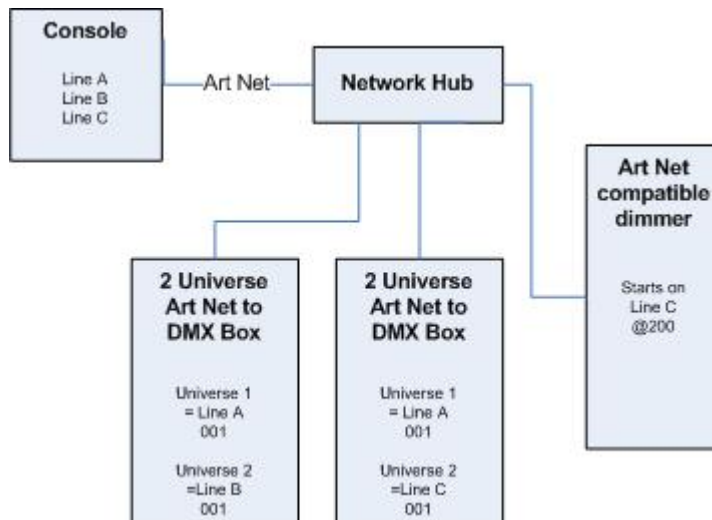 Console
Line A
Line B
Line C
Art Net
Network Hub
2 Universe
Art Net to
DMX Box
Universe 1
= Line A
001
Universe 2
=Line B
001
2 Universe
Art Net to
DMX Box
Universe 1
= Line A
001
Universe 2
=Line C
001
Art Net
compatible
dimmer
Starts on
Line C
@200